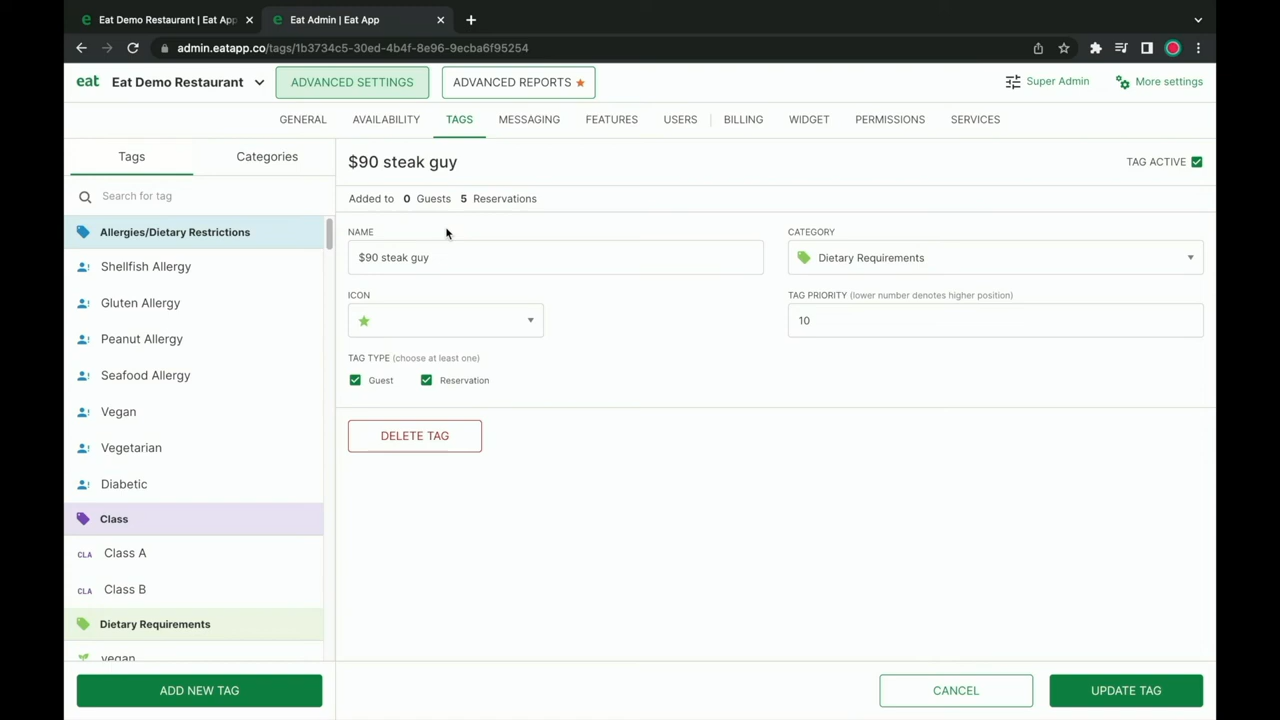 Eat Demo Restaurant | Eat App
Eat Admin | Eat App
admin.eatapp.co/tags/1b3734c5-30ed-4b4f-8e96-9ecba6f95254
eat
Eat Demo Restaurant
ADVANCED SETTINGS
ADVANCED REPORTS
Super Admin
More settings
GENERAL
AVAILABILITY
TAGS
MESSAGING
FEATURES
USERS
BILLING
WIDGET
PERMISSIONS
SERVICES
Tags
Categories
Search for tag
Allergies/Dietary Restrictions
Shellfish Allergy
Gluten Allergy
Peanut Allergy
Seafood Allergy
Vegan
Vegetarian
Diabetic
Class
CLA Class A
CLA Class B
Dietary Requirements
vegan
ADD NEW TAG
$90 steak guy
TAG ACTIVE
Added to 0 Guests 5 Reservations
NAME
$90 steak guy
CATEGORY
Dietary Requirements
ICON
TAG PRIORITY (lower number denotes higher position)
10
TAG TYPE (choose at least one)
Guest
Reservation
DELETE TAG
CANCEL
UPDATE TAG